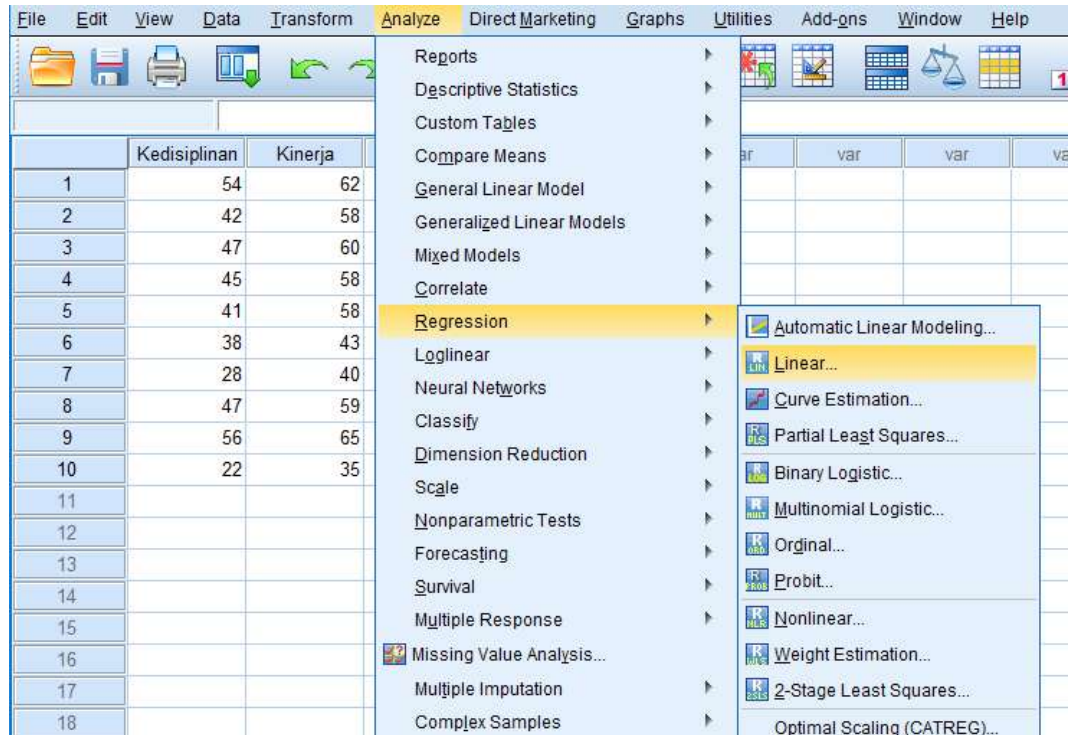 File Edit View Data Transform Analyze Direct Marketing Graphs Utilities Add-ons Window Help
Kedisiplinan Kinerja var var
1 54 62
2 42 58
3 47 60
4 45 58
5 41 58
6 38 43
7 28 40
8 47 59
9 56 65
10 22 35
11
12
13
14
15
16
17
18
Reports
Descriptive Statistics
Custom Tables
Compare Means
General Linear Model
Generalized Linear Models
Mixed Models
Correlate
Regression
Loglinear
Neural Networks
Classify
Dimension Reduction
Scale
Nonparametric Tests
Forecasting
Survival
Multiple Response
Missing Value Analysis...
Multiple Imputation
Complex Samples
Automatic Linear Modeling...
Linear...
Curve Estimation...
Partial Least Squares...
Binary Logistic...
Multinomial Logistic...
Ordinal...
Probit...
Nonlinear...
Weight Estimation...
2-Stage Least Squares...
Optimal Scaling (CATREG)...